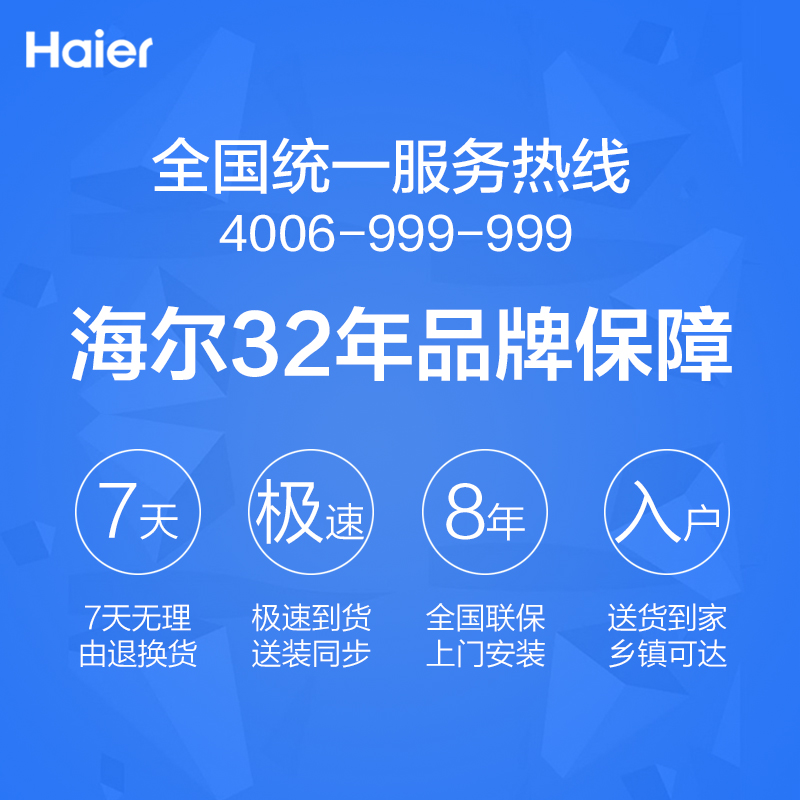 Haier
全国统一服务热线
4006-999-999
海尔32年品牌保障
7天
极速
8年
入户
7天无理
由退换货
极速到货
送装同步
全国联保
上门安装
送货到家
乡镇可达